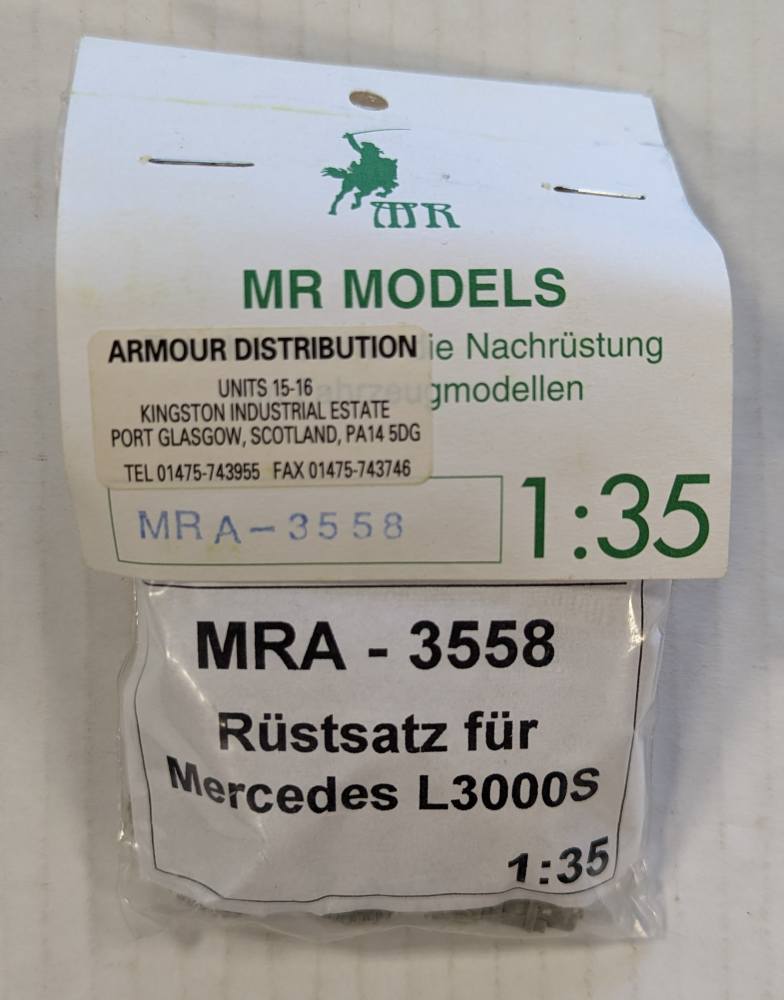 MR
MR MODELS
ARMOUR DISTRIBUTION
UNITS 15-16
KINGSTON INDUSTRIAL ESTATE
PORT GLASGOW, SCOTLAND, PA14 5DG
TEL 01475-743955 FAX 01475-743746
ie Nachrüstung
ahrzeugmodellen
MRA-3558
1:35
MRA - 3558
Rüstsatz für
Mercedes L3000S
1:35